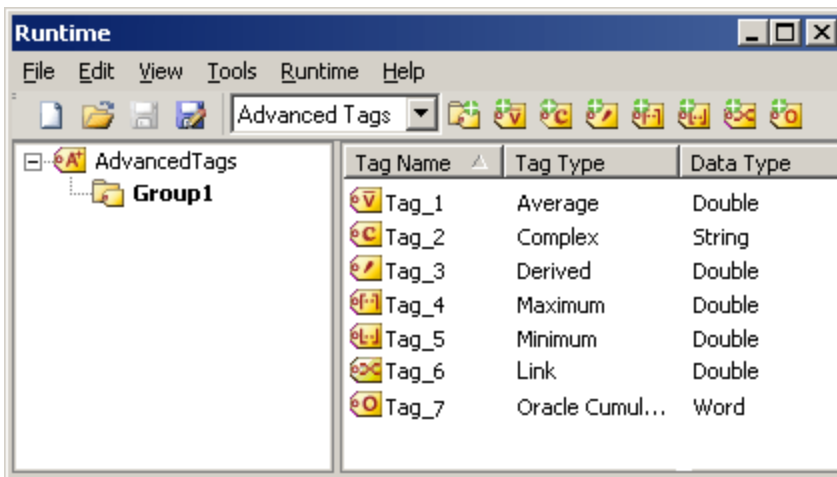 Runtime
File Edit View Tools Runtime Help
Advanced Tags
AdvancedTags
Group1
Tag Name Tag Type Data Type
Tag_1 Average Double
Tag_2 Complex String
Tag_3 Derived Double
Tag_4 Maximum Double
Tag_5 Minimum Double
Tag_6 Link Double
Tag_7 Oracle Cumul... Word